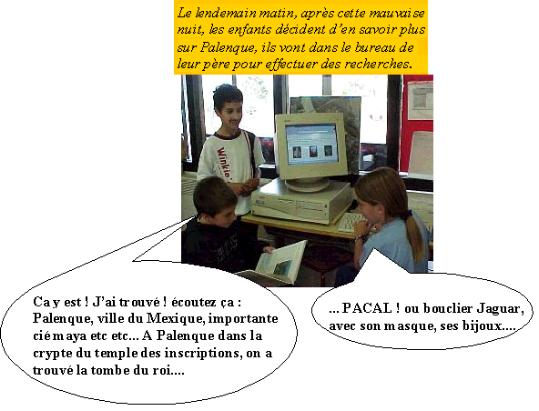 Le lendemain matin, après cette mauvaise
nuit, les enfants décident d'en savoir plus
sur Palenque, ils vont dans le bureau de
leur père pour effectuer des recherches.
Winkie
Ca y est ! J'ai trouvé ! écoutez ça :
Palenque, ville du Mexique, importante
cié maya etc etc... A Palenque dans la
crypte du temple des inscriptions, on a
trouvé la tombe du roi....
... PACAL ! ou bouclier Jaguar,
avec son masque, ses bijoux....